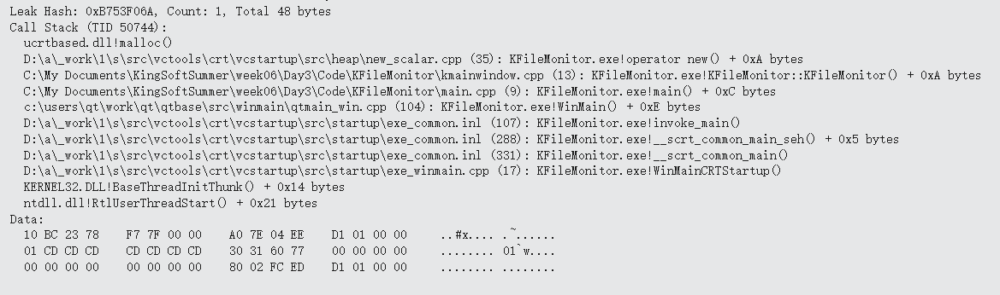 Leak Hash: 0xB753F06A, Count: 1, Total 48 bytes
Call Stack (TID 50744):
ucrtbased.dll!malloc()
D:\a\_work\1\s\src\vctools\crt\vcstartup\src\heap\new_scalar.cpp (35): KFileMonitor.exe!operator new() + 0xA bytes
C:\My Documents\KingSoftSummer\week06\Day3\Code\KFileMonitor\kmainwindow.cpp (13): KFileMonitor.exe!KFileMonitor::KFileMonitor() + 0xA bytes
C:\My Documents\KingSoftSummer\week06\Day3\Code\KFileMonitor\main.cpp (9): KFileMonitor.exe!main() + 0xC bytes
c:\users\qt\work\qt\qtbase\src\winmain\qtmain_win.cpp (104): KFileMonitor.exe!WinMain() + 0xE bytes
D:\a\_work\1\s\src\vctools\crt\vcstartup\src\startup\exe_common.inl (107): KFileMonitor.exe!invoke_main()
D:\a\_work\1\s\src\vctools\crt\vcstartup\src\startup\exe_common.inl (288): KFileMonitor.exe!__scrt_common_main_seh() + 0x5 bytes
D:\a\_work\1\s\src\vctools\crt\vcstartup\src\startup\exe_common.inl (331): KFileMonitor.exe!__scrt_common_main()
D:\a\_work\1\s\src\vctools\crt\vcstartup\src\startup\exe_winmain.cpp (17): KFileMonitor.exe!WinMainCRTStartup()
KERNEL32.DLL!BaseThreadInitThunk() + 0x14 bytes
ntdll.dll!RtlUserThreadStart() + 0x21 bytes
Data:
10 BC 23 78 F7 7F 00 00 A0 7E 04 EE D1 01 00 00 ..#x.... .~......
01 CD CD CD CD CD CD CD 30 31 60 77 00 00 00 00 ........ 01`w....
00 00 00 00 00 00 00 00 80 02 FC ED D1 01 00 00 ........ ........